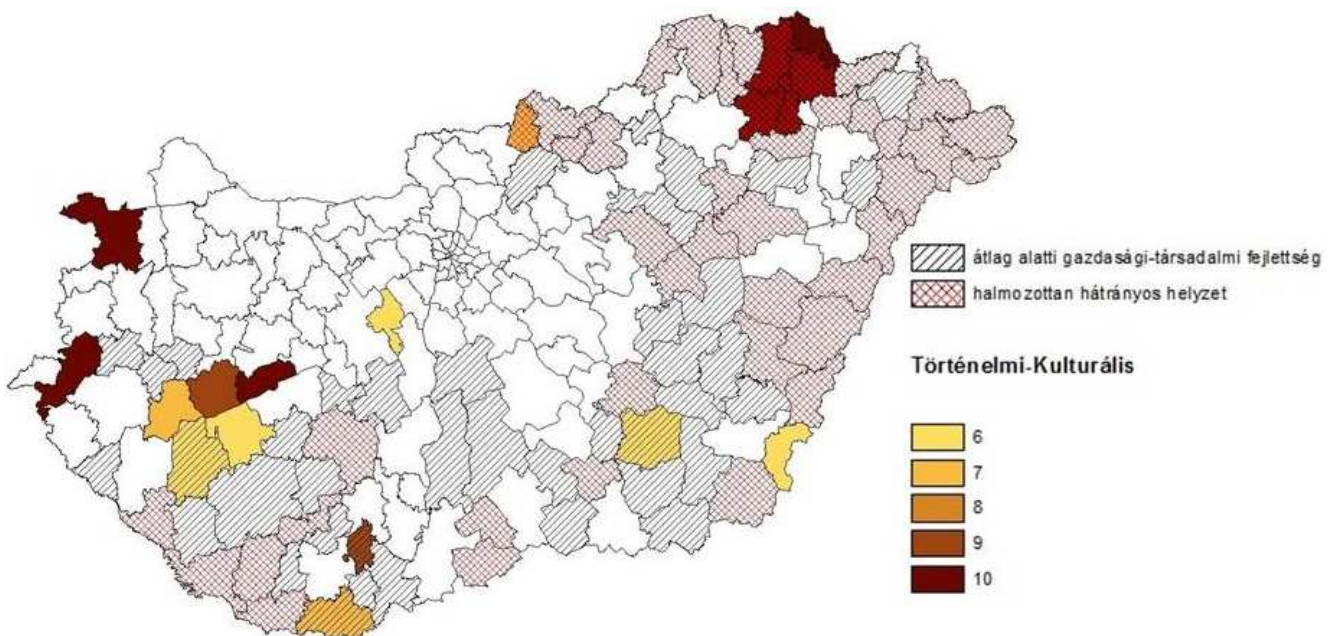 átlag alatti gazdasági-társadalmi fejlettség
halmozottan hátrányos helyzet
Történelmi-Kulturális
6
7
8
9
10